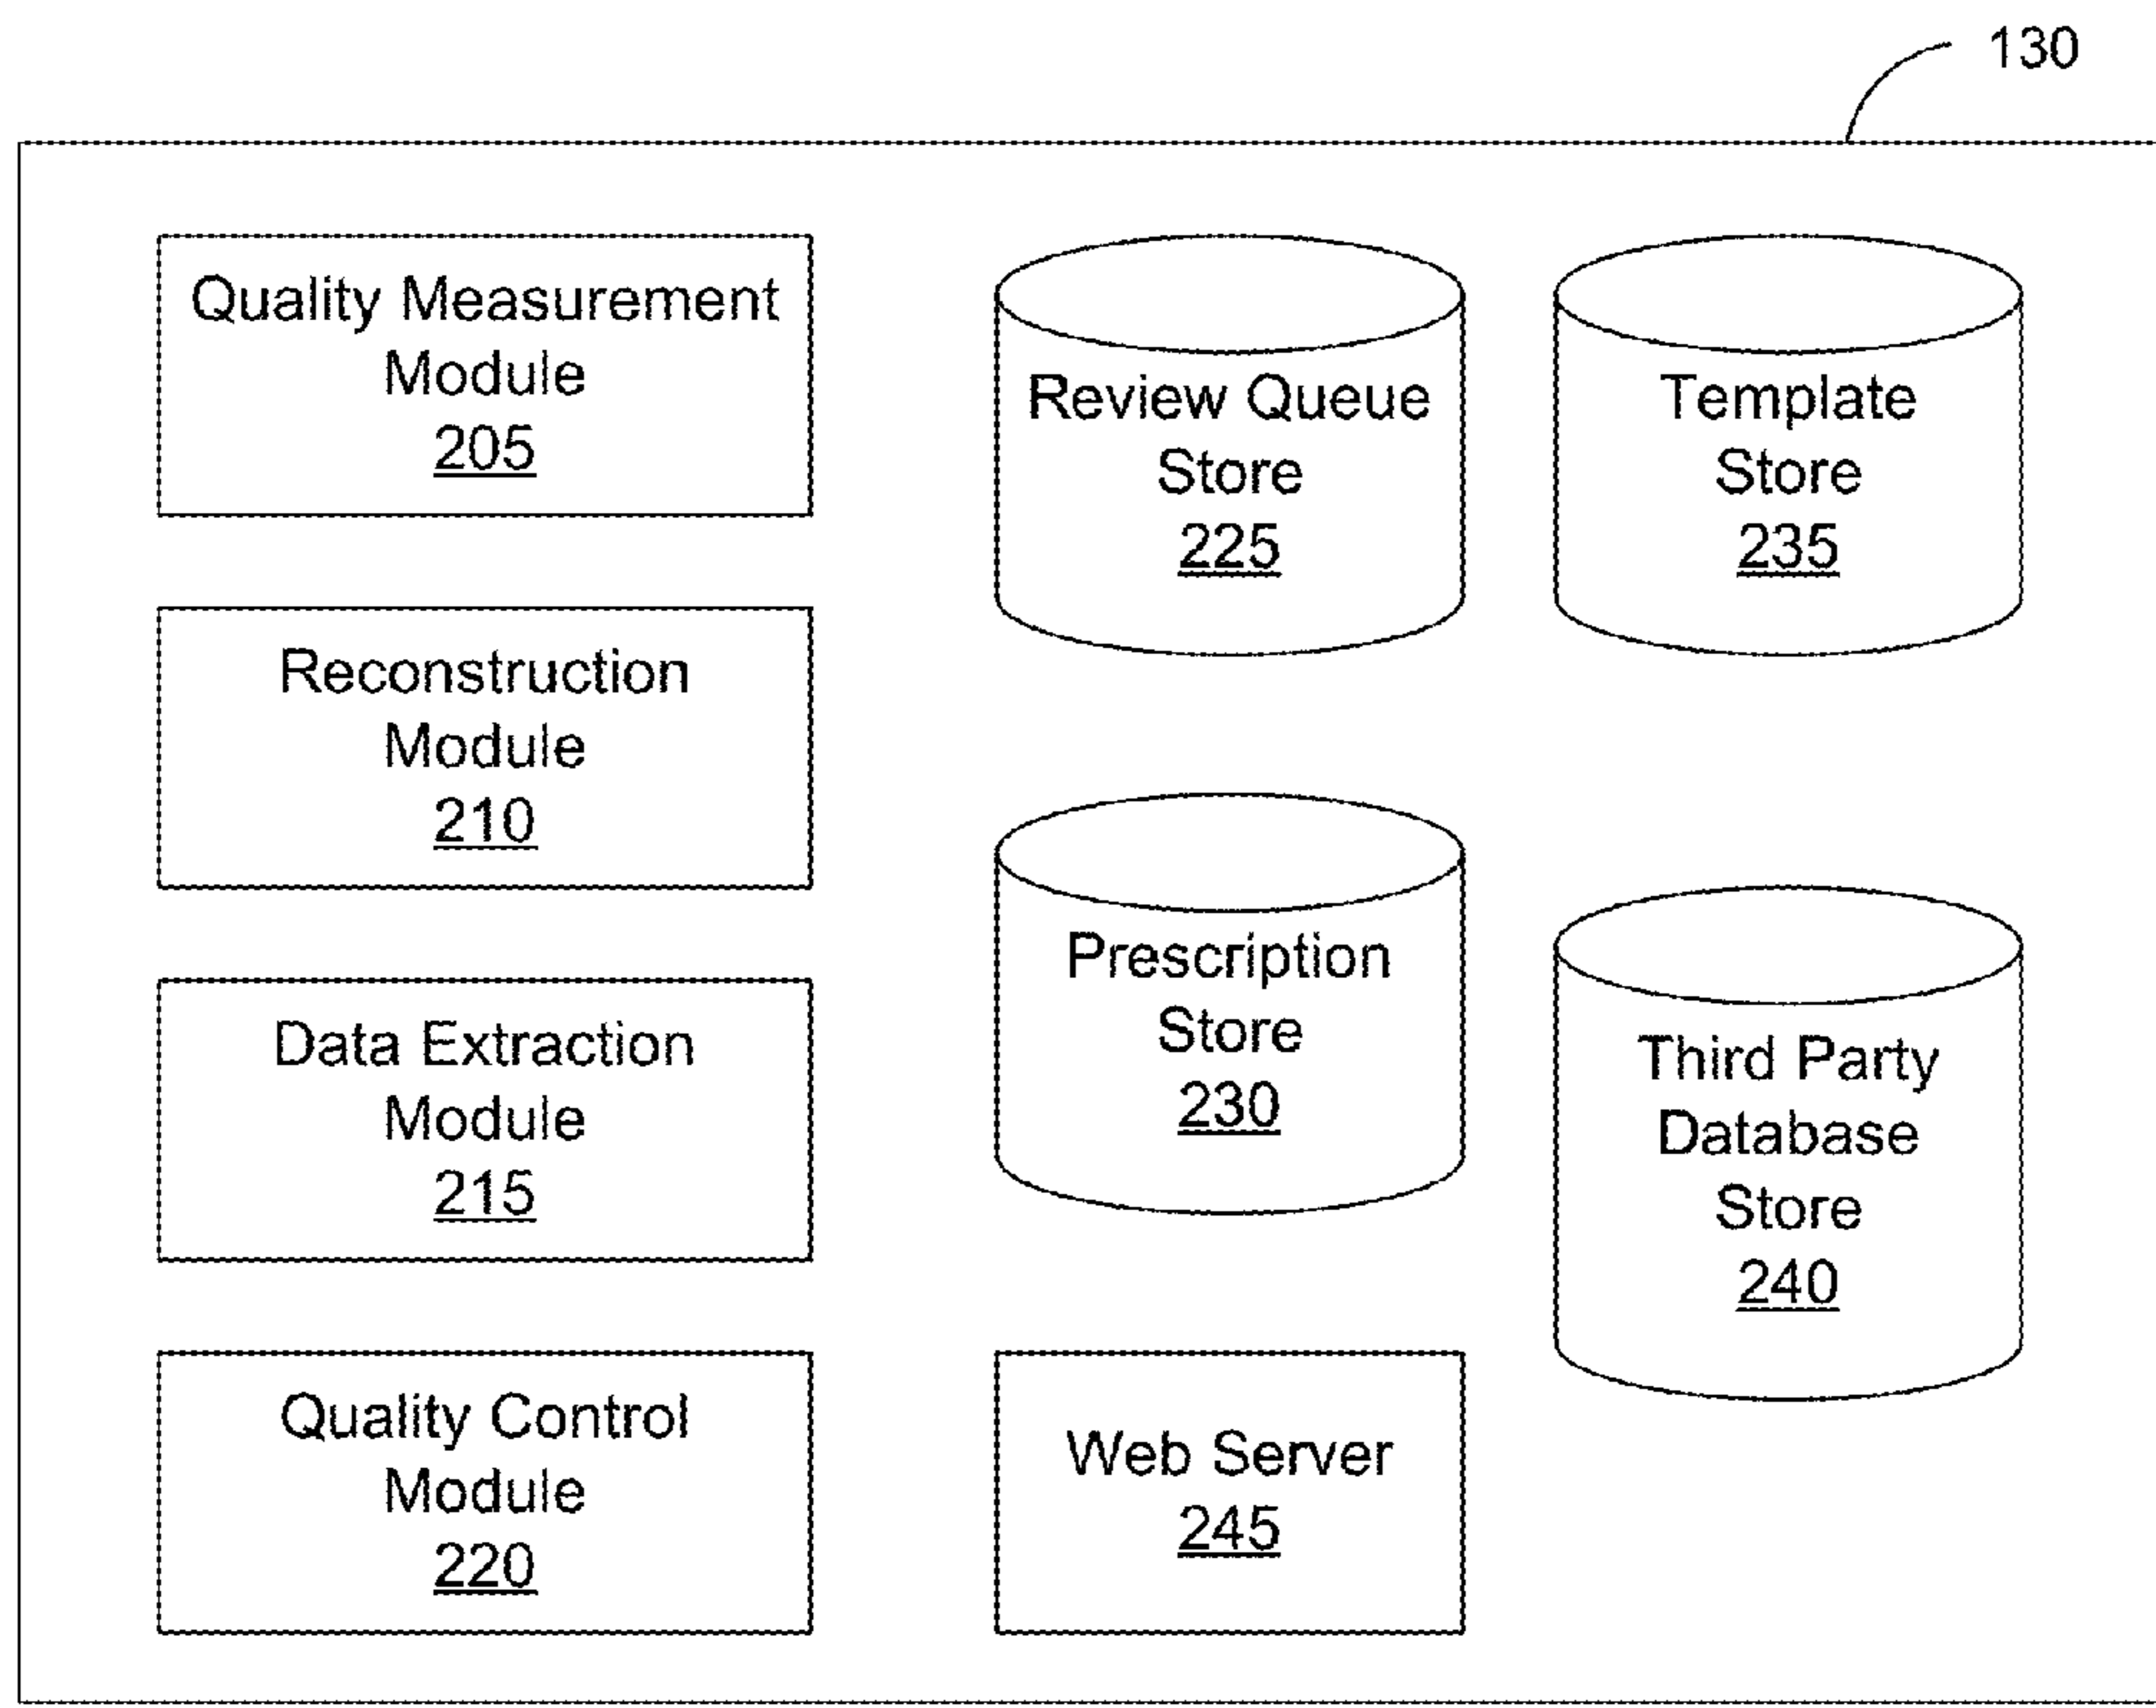 130
Quality Measurement
Module
205
Reconstruction
Module
210
Data Extraction
Module
215
Quality Control
Module
220
Review Queue
Store
225
Prescription
Store
230
Web Server
245
Template
Store
235
Third Party
Database
Store
240